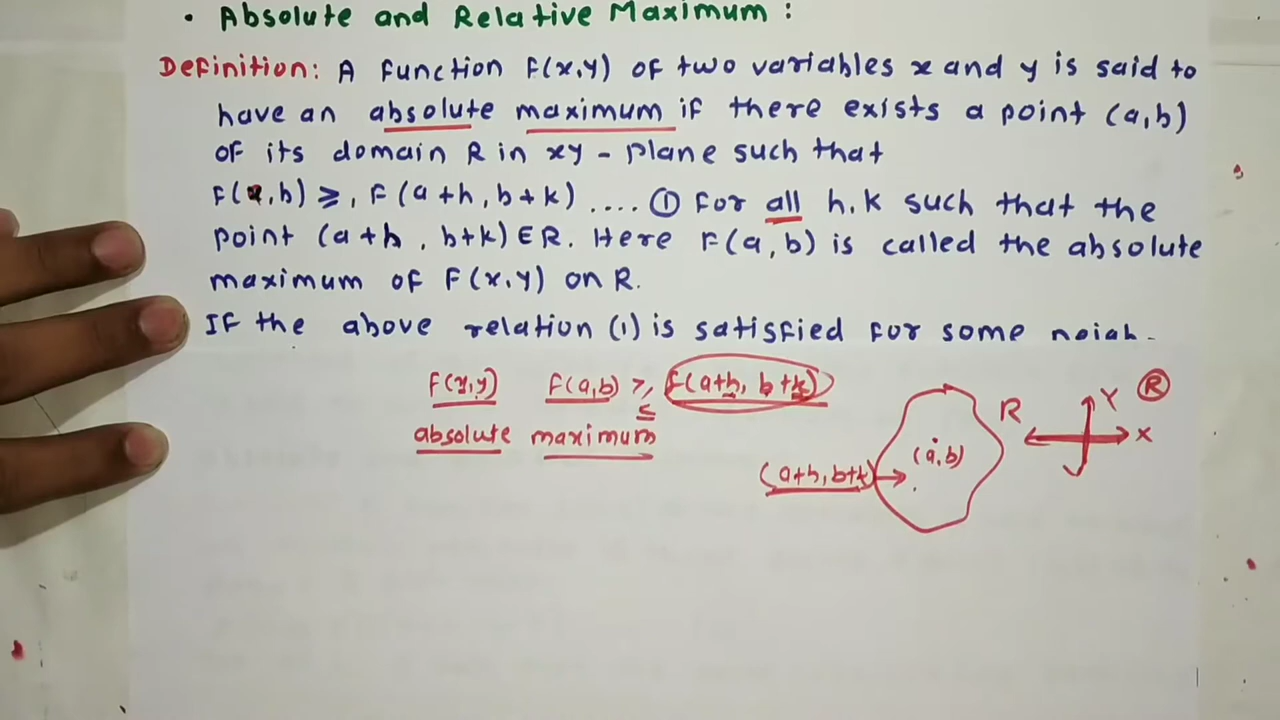 • Absolute and Relative Maximum :
Definition: A function f(x,y) of two variables x and y is said to
have an absolute maximum if there exists a point (a,b)
of its domain R in xy - plane such that
f(a,b) ≥, f(a+h, b+k) .... ① for all h, k such that the
point (a+h, b+k) ∈ R. Here f(a,b) is called the absolute
maximum of f(x,y) on R.
If the above relation (1) is satisfied for some neigh-
f(x,y) f(a,b) ≥, f(a+h, b+k)
≤
absolute maximum
(a+h, b+k)
(a,b)
R
Y
X
R